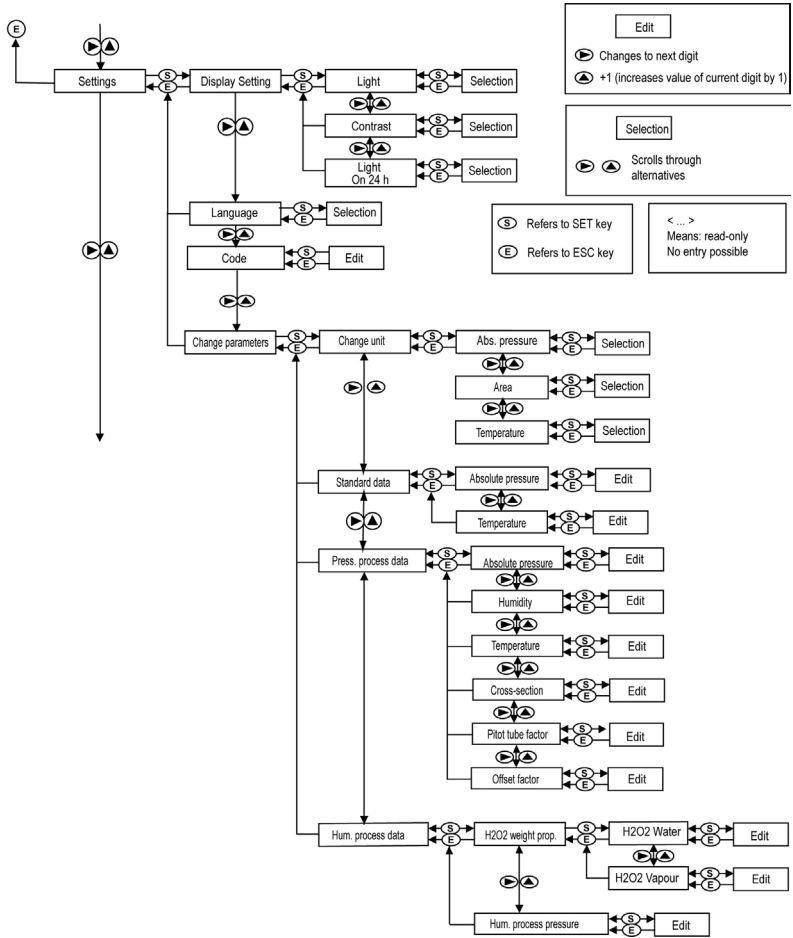 E
Edit
Changes to next digit
+1 (increases value of current digit by 1)
Selection
Scrolls through
alternatives
S Refers to SET key
E Refers to ESC key
< ... >
Means: read-only
No entry possible
Settings S E Display Setting S E Light S E Selection
Contrast S E Selection
Light
On 24 h S E Selection
Language S E Selection
Code S E Edit
Change parameters S E Change unit S E Abs. pressure S E Selection
Area S E Selection
Temperature S E Selection
Standard data S E Absolute pressure S E Edit
Temperature S E Edit
Press. process data S E Absolute pressure S E Edit
Humidity S E Edit
Temperature S E Edit
Cross-section S E Edit
Pitot tube factor S E Edit
Offset factor S E Edit
Hum. process data S E H2O2 weight prop. S E H2O2 Water S E Edit
H2O2 Vapour S E Edit
Hum. process pressure S E Edit